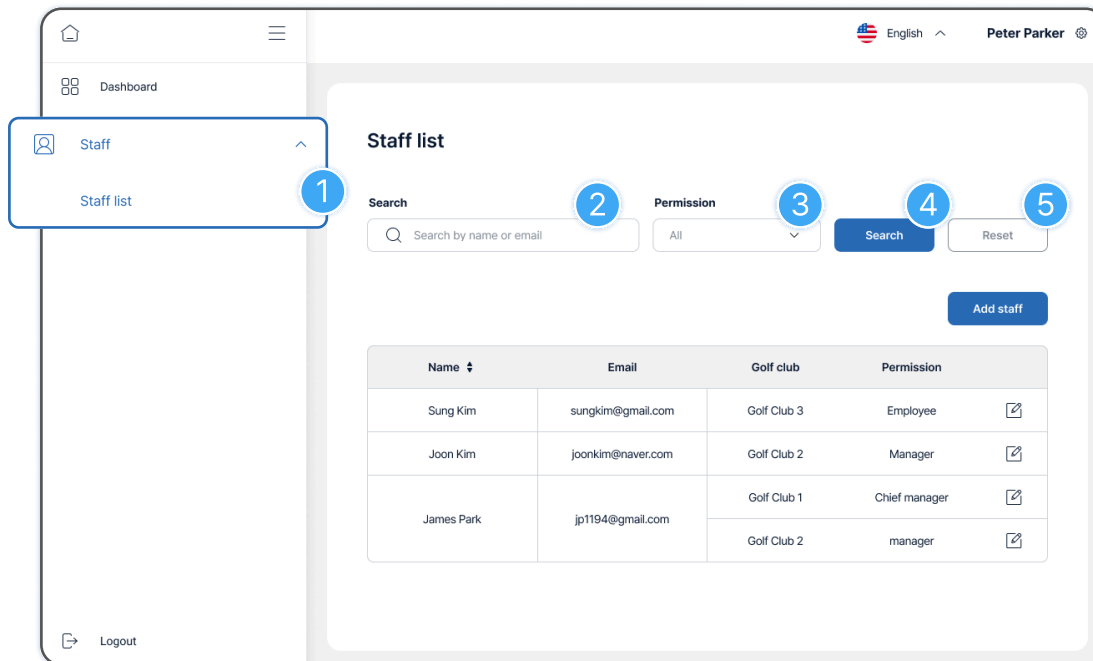 English
Peter Parker
Dashboard
Staff
Staff list
1
Staff list
Search
2
Permission
3
4
5
Search by name or email
All
Search
Reset
Add staff
Name Email Golf club Permission
Sung Kim sungkim@gmail.com Golf Club 3 Employee
Joon Kim joonkim@naver.com Golf Club 2 Manager
James Park jp1194@gmail.com Golf Club 1 Chief manager
Golf Club 2 manager
Logout